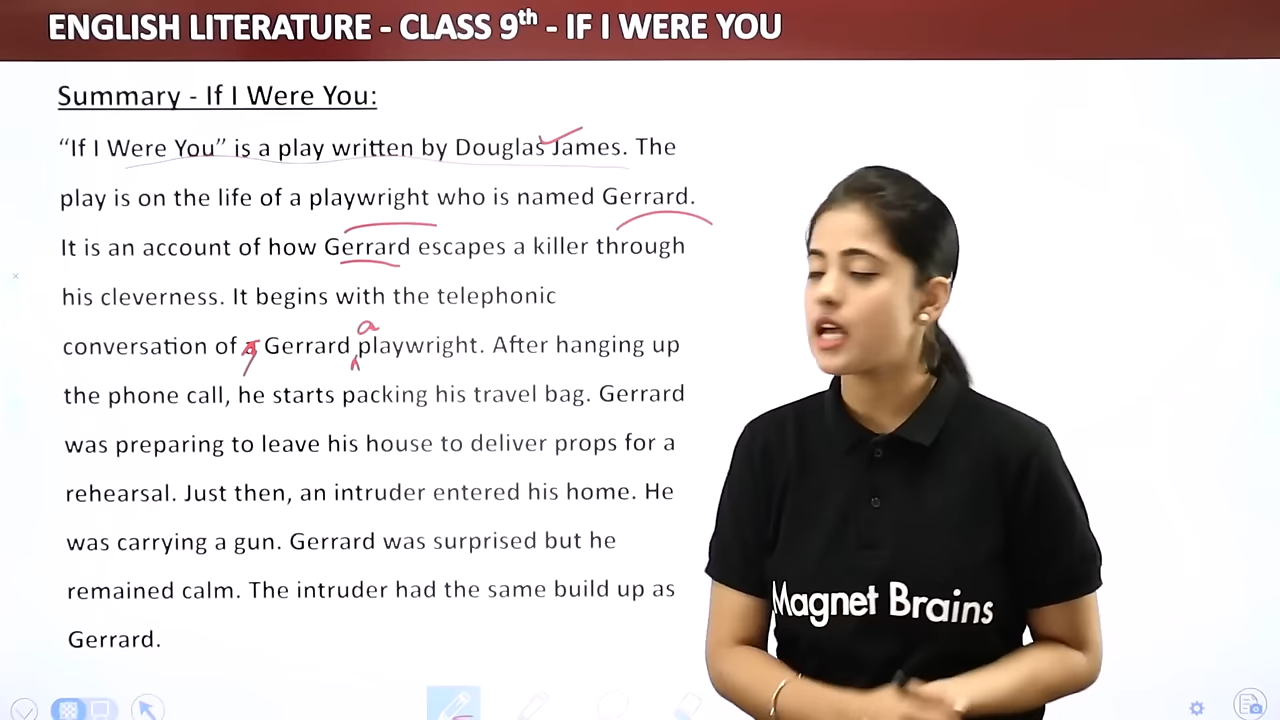 ENGLISH LITERATURE - CLASS 9th - IF I WERE YOU
Summary - If I Were You:
“If I Were You” is a play written by Douglas James. The
play is on the life of a playwright who is named Gerrard.
It is an account of how Gerrard escapes a killer through
his cleverness. It begins with the telephonic
a
conversation of a Gerrard playwright. After hanging up
the phone call, he starts packing his travel bag. Gerrard
was preparing to leave his house to deliver props for a
rehearsal. Just then, an intruder entered his home. He
was carrying a gun. Gerrard was surprised but he
remained calm. The intruder had the same build up as
Gerrard.
Magnet Brains